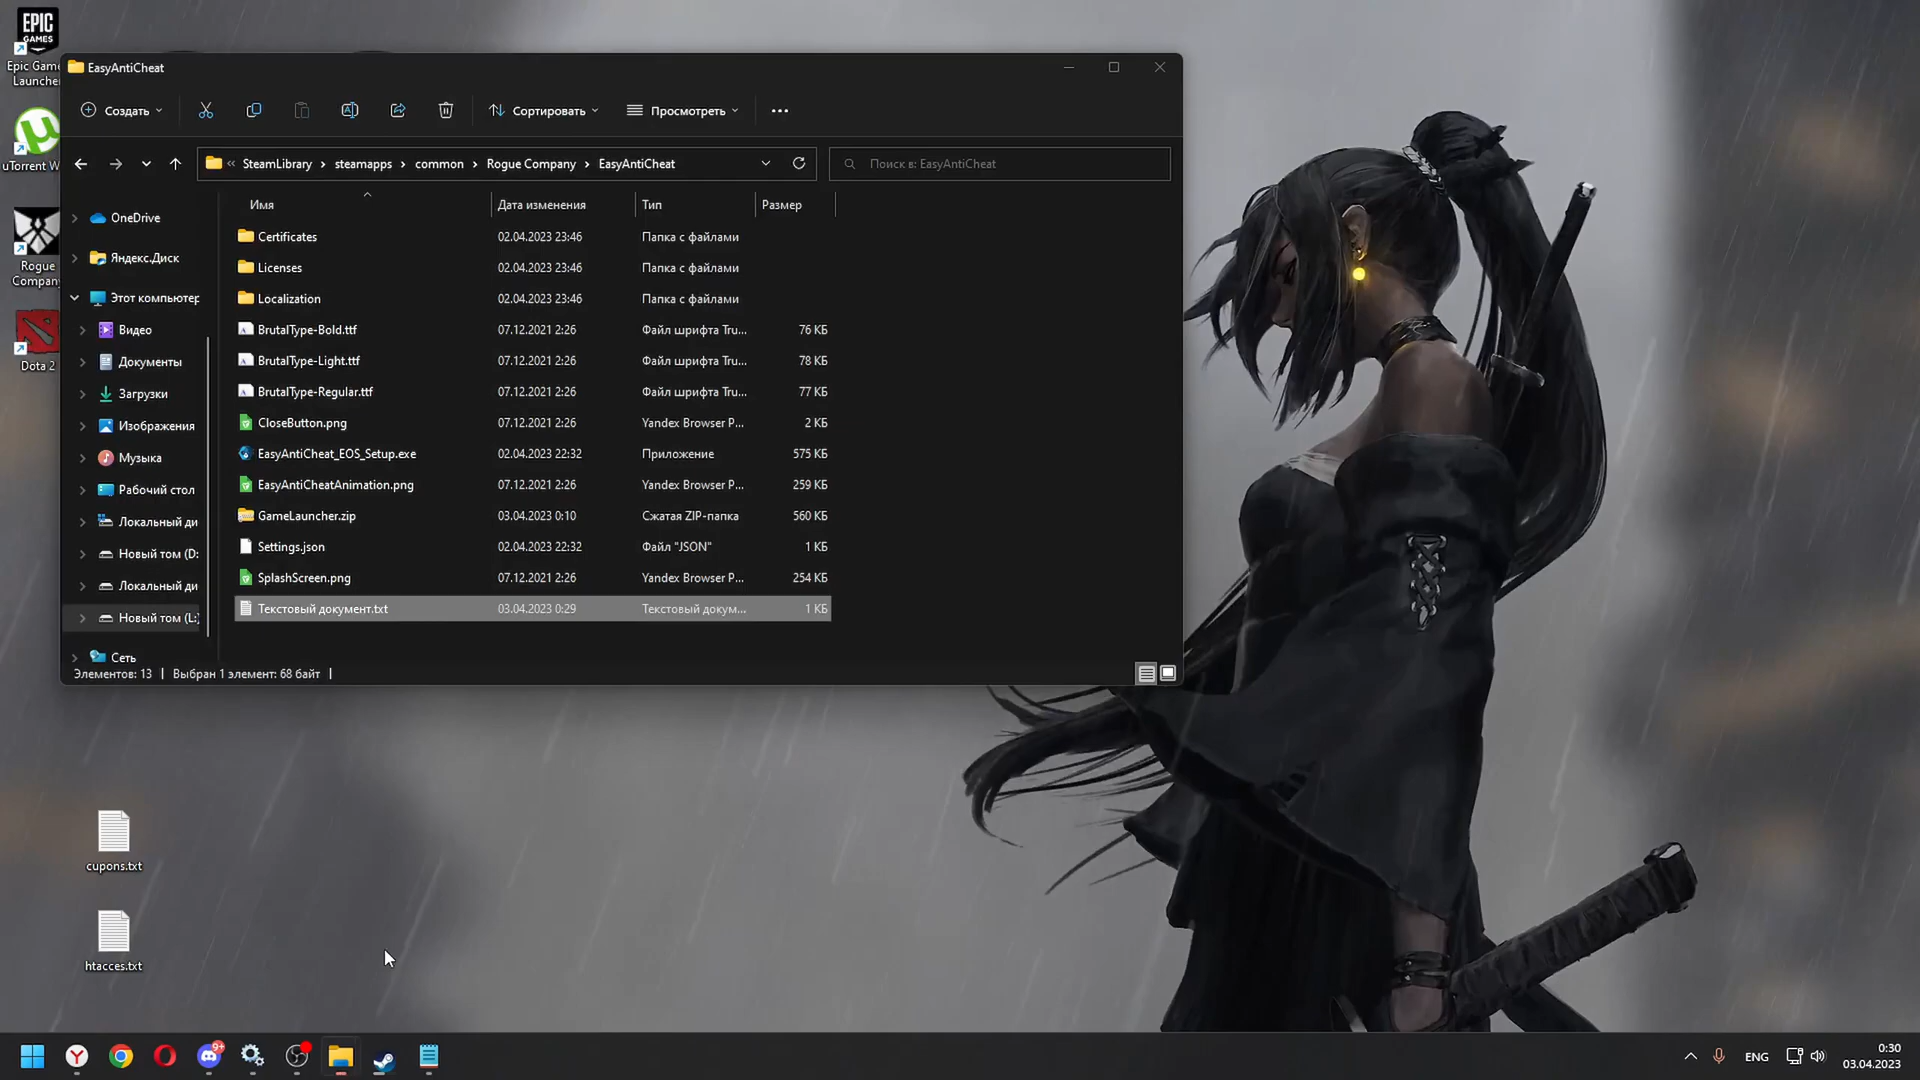 EPIC
GAMES
Epic Game
Launcher
uTorrent W
Rogue
Company
Dota 2
EasyAntiCheat
Создать
Сортировать
Просмотреть
SteamLibrary
steamapps
common
Rogue Company
EasyAntiCheat
Поиск в: EasyAntiCheat
OneDrive
Яндекс.Диск
Этот компьютер
Видео
Документы
Загрузки
Изображения
Музыка
Рабочий стол
Локальный ди
Новый том (D:
Локальный ди
Новый том (L:)
Сеть
Имя Дата изменения Тип Размер
Certificates 02.04.2023 23:46 Папка с файлами
Licenses 02.04.2023 23:46 Папка с файлами
Localization 02.04.2023 23:46 Папка с файлами
BrutalType-Bold.ttf 07.12.2021 2:26 Файл шрифта Tru... 76 КБ
BrutalType-Light.ttf 07.12.2021 2:26 Файл шрифта Tru... 78 КБ
BrutalType-Regular.ttf 07.12.2021 2:26 Файл шрифта Tru... 77 КБ
CloseButton.png 07.12.2021 2:26 Yandex Browser P... 2 КБ
EasyAntiCheat_EOS_Setup.exe 02.04.2023 22:32 Приложение 575 КБ
EasyAntiCheatAnimation.png 07.12.2021 2:26 Yandex Browser P... 259 КБ
GameLauncher.zip 03.04.2023 0:10 Сжатая ZIP-папка 560 КБ
Settings.json 02.04.2023 22:32 Файл "JSON" 1 КБ
SplashScreen.png 07.12.2021 2:26 Yandex Browser P... 254 КБ
Текстовый документ.txt 03.04.2023 0:29 Текстовый докум... 1 КБ
Элементов: 13 | Выбран 1 элемент: 68 байт |
cupons.txt
htacces.txt
9+
ENG
0:30
03.04.2023